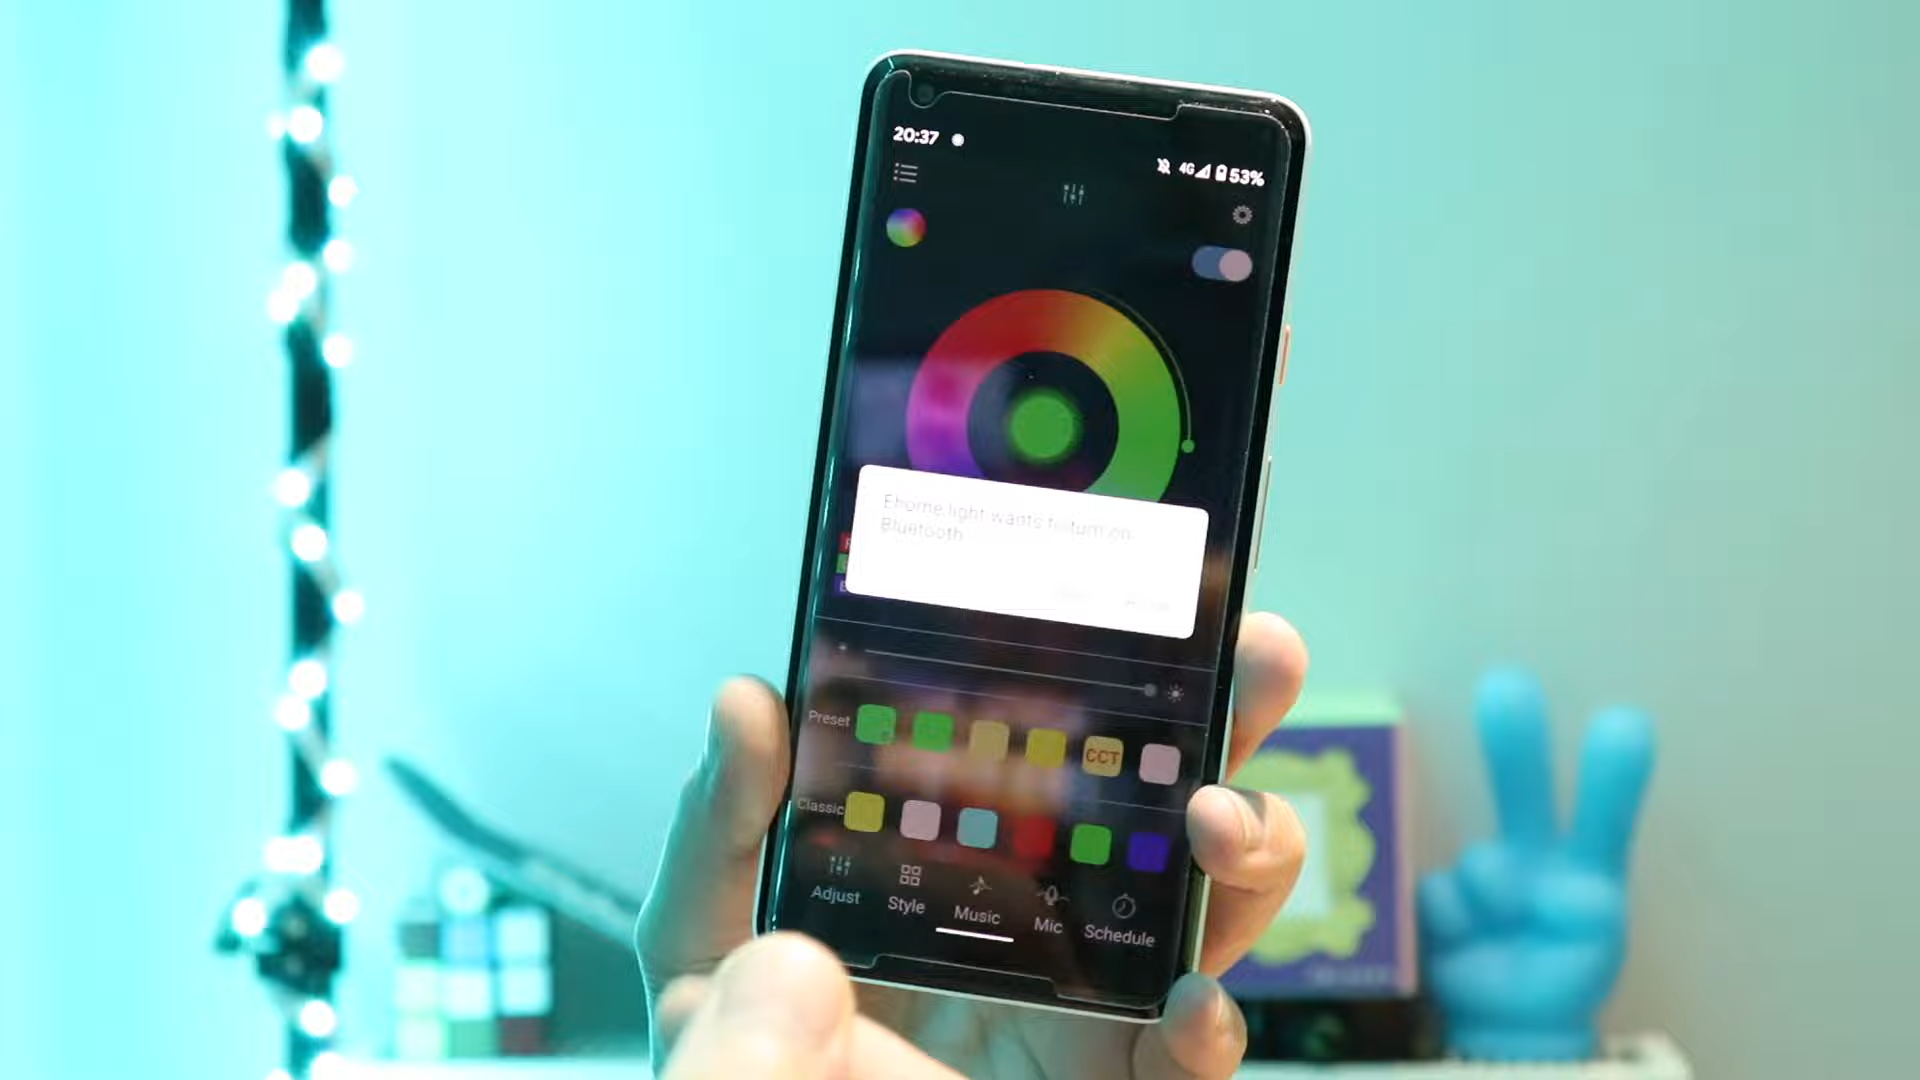 20:37
4G 53%
Ehome light wants to turn on
Bluetooth
Preset
CCT
Classic
Adjust
Style
Music
Mic
Schedule